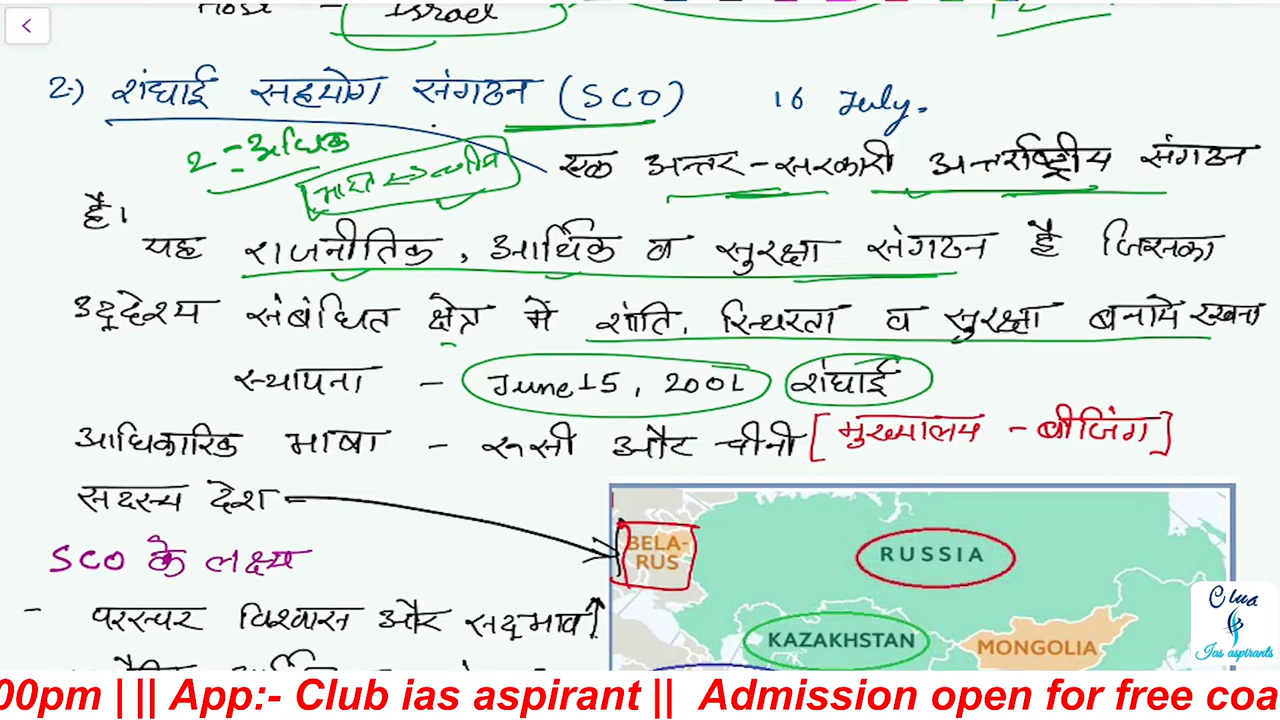 Host - Israel
2.) शंघाई सहयोग संगठन (SCO) 16 July.
2 - अधिक
एक अन्तर - सरकारी अन्तर्राष्ट्रीय संगठन
है।
यह राजनीतिक, आर्थिक व सुरक्षा संगठन है जिसका
उद्देश्य संबंधित क्षेत्र में शांति, स्थिरता व सुरक्षा बनाये रखना
स्थापना - June 15, 2001 शंघाई
आधिकारिक भाषा - रूसी और चीनी [मुख्यालय - बीजिंग]
सदस्य देश
BELA-
RUS
RUSSIA
SCO के लक्ष्य
- परस्पर विश्वास और सद्भाव
KAZAKHSTAN
MONGOLIA
Club
Ias aspirants
00pm | || App:- Club ias aspirant || Admission open for free coa